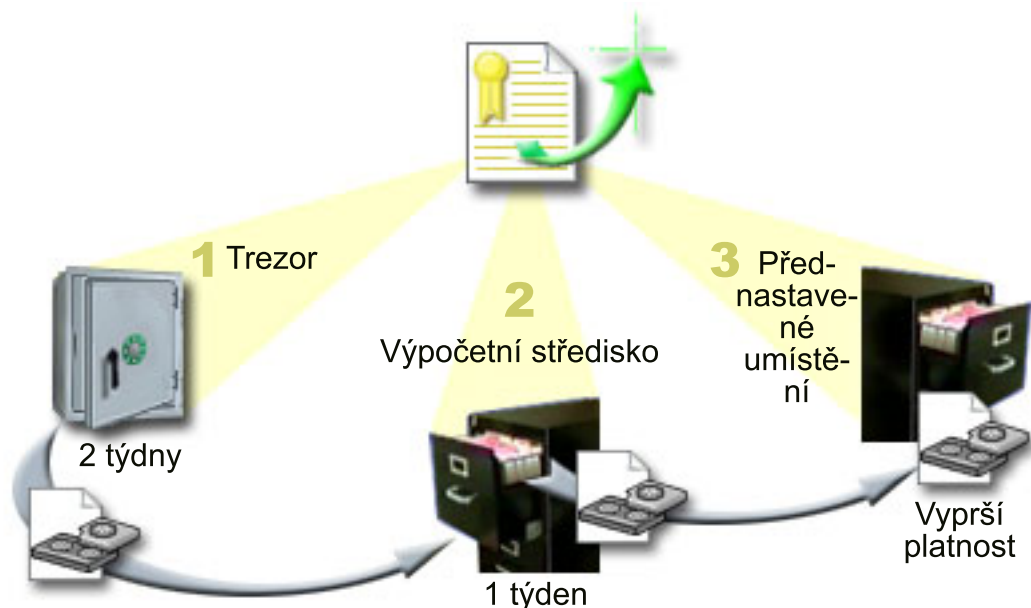 1 Trezor
2 týdny
2
Výpočetní středisko
1 týden
3 Před-
nastave-
né
umístě-
ní
Vyprší
platnost